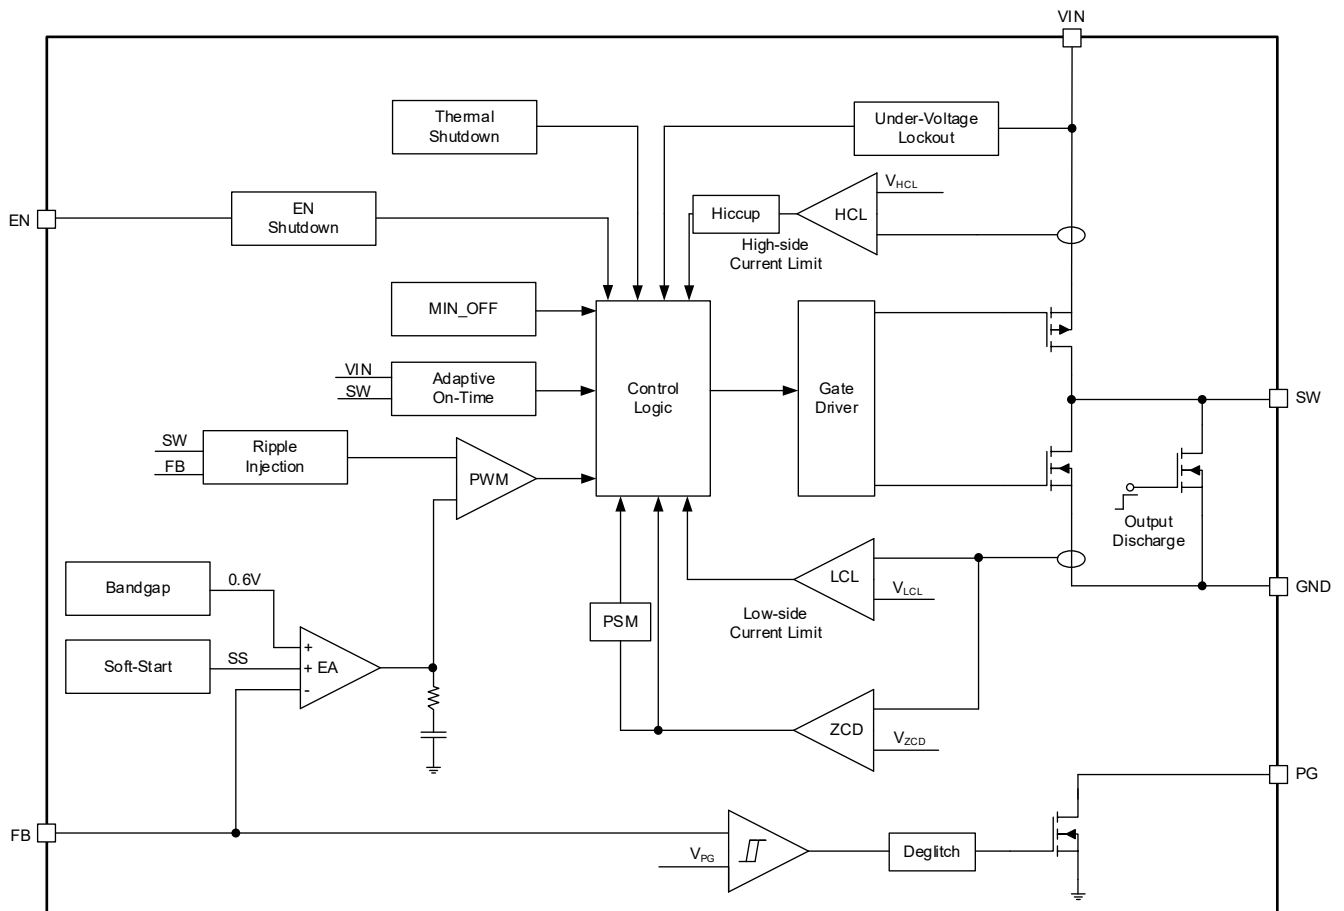 VIN
Thermal
Shutdown
Under-Voltage
Lockout
EN
EN
Shutdown
Hiccup
HCL
VHCL
High-side
Current Limit
MIN_OFF
VIN
SW
Adaptive
On-Time
Control
Logic
Gate
Driver
SW
SW
FB
Ripple
Injection
PWM
Output
Discharge
Bandgap
0.6V
LCL
VLCL
GND
PSM
Low-side
Current Limit
Soft-Start
SS
+
+ EA
-
ZCD
VZCD
PG
FB
VPG
Deglitch